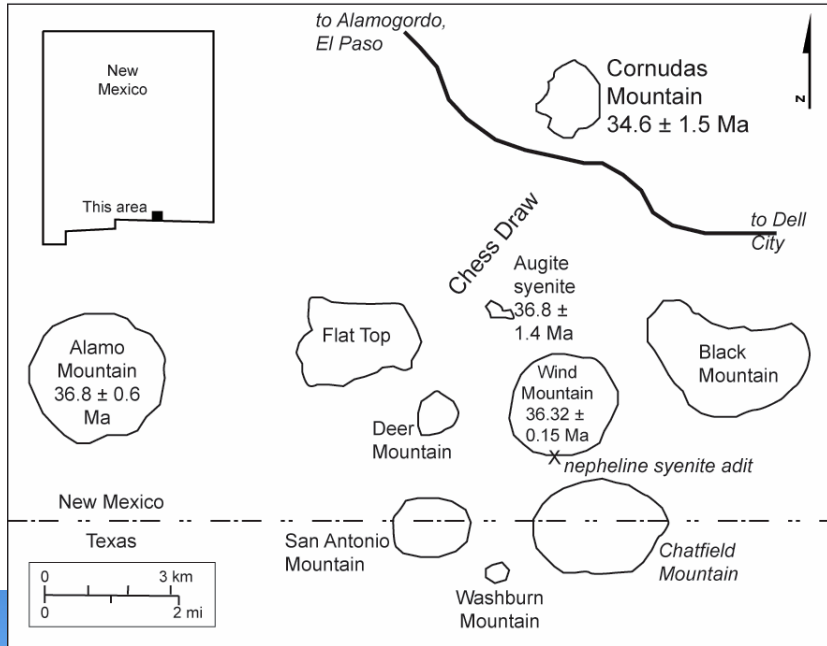 to Alamogordo,
El Paso
New
Mexico
This area
Cornudas
Mountain
34.6 ± 1.5 Ma
N
to Dell
City
Chess Draw
Augite
syenite
36.8 ±
1.4 Ma
Alamo
Mountain
36.8 ± 0.6
Ma
Flat Top
Wind
Mountain
36.32 ±
0.15 Ma
Black
Mountain
Deer
Mountain
X
nepheline syenite adit
New Mexico
Texas
San Antonio
Mountain
Chatfield
Mountain
Washburn
Mountain
0 3 km
0 2 mi